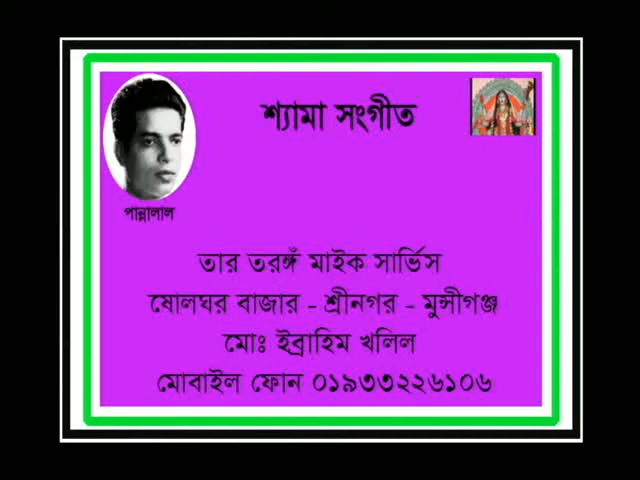 শ্যামা সংগীত
পান্নালাল
তার তরঙ্গঁ মাইক সার্ভিস
ষোলঘর বাজার - শ্রীনগর - মুন্সীগঞ্জ
মোঃ ইব্রাহিম খলিল
মোবাইল ফোন ০১৯৩৩২২৬১০৬